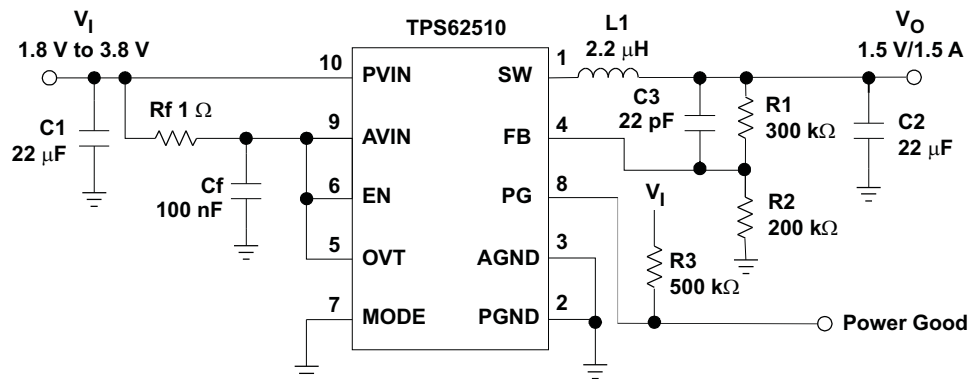 TPS62510
V_I
1.8 V to 3.8 V
L1
2.2 μH
V_O
1.5 V/1.5 A
10
PVIN
SW
1
Rf 1 Ω
C1
22 μF
9
AVIN
FB
4
C3
22 pF
R1
300 kΩ
C2
22 μF
Cf
100 nF
6
EN
PG
8
V_I
R2
200 kΩ
5
OVT
AGND
3
R3
500 kΩ
7
MODE
PGND
2
Power Good